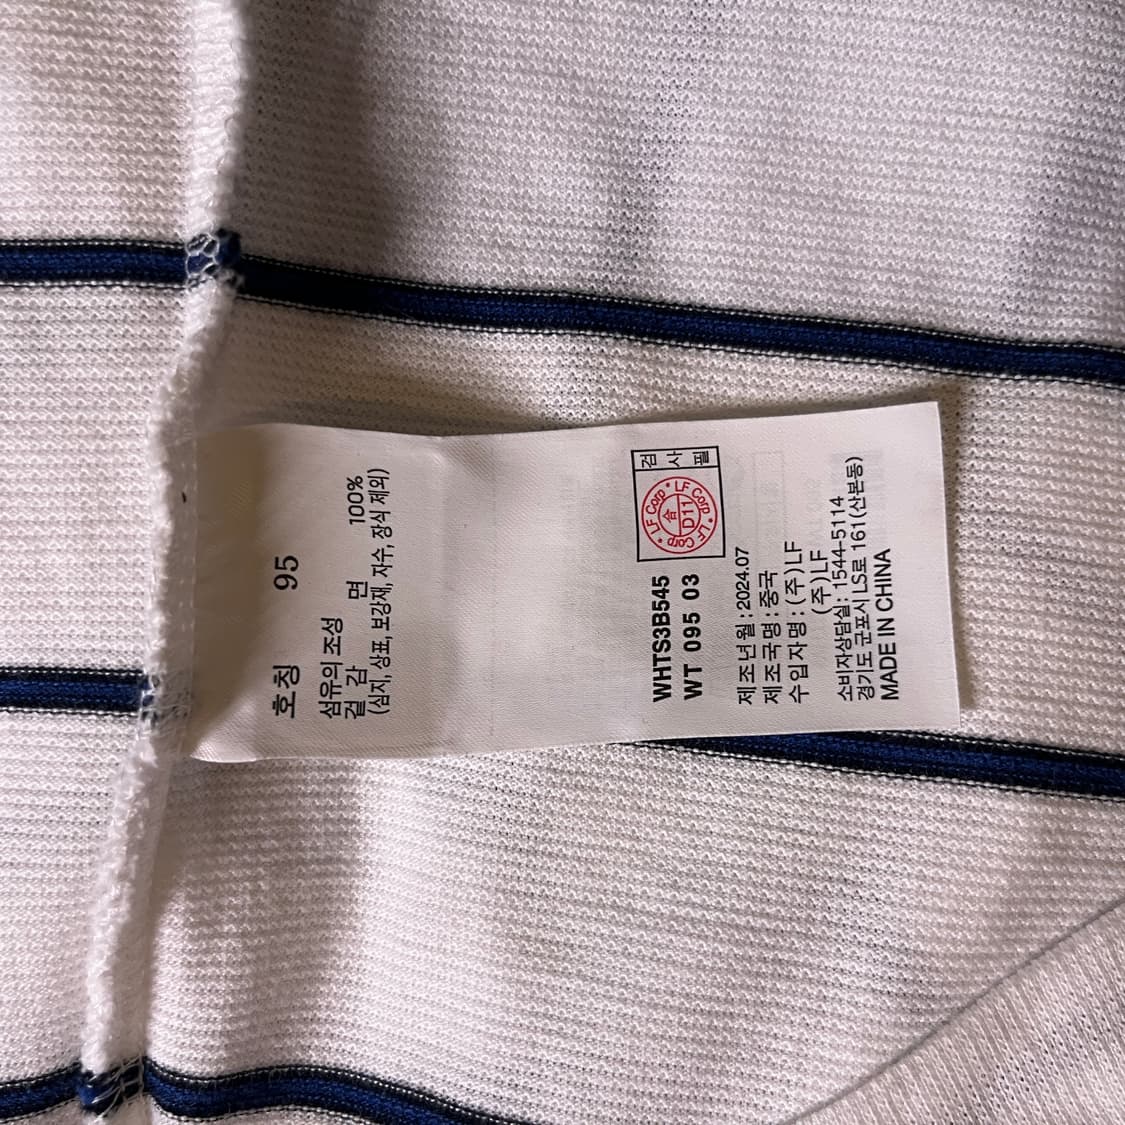 호칭 95
섬유의 조성
겉감 면 100%
(심지, 상표, 보강재, 자수, 장식 제외)
검사필
LF Corp * LF Corp * LF Corp *
合
D11
WHTS3B545
WT 095 03
제조년월 : 2024.07
제조국명 : 중국
수입자명 : (주)LF
(주)LF
소비자상담실: 1544-5114
경기도 군포시 LS로 161(산본동)
MADE IN CHINA